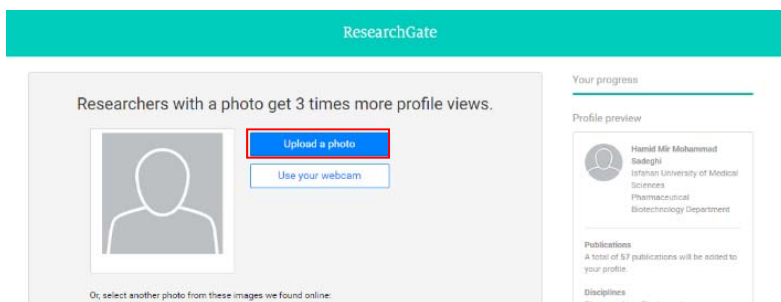 ResearchGate
Researchers with a photo get 3 times more profile views.
Upload a photo
Use your webcam
Or, select another photo from these images we found online:
Your progress
Profile preview
Hamid Mir Mohammad
Sadeghi
Isfahan University of Medical
Sciences
Pharmaceutical
Biotechnology Department
Publications
A total of 57 publications will be added to
your profile.
Disciplines